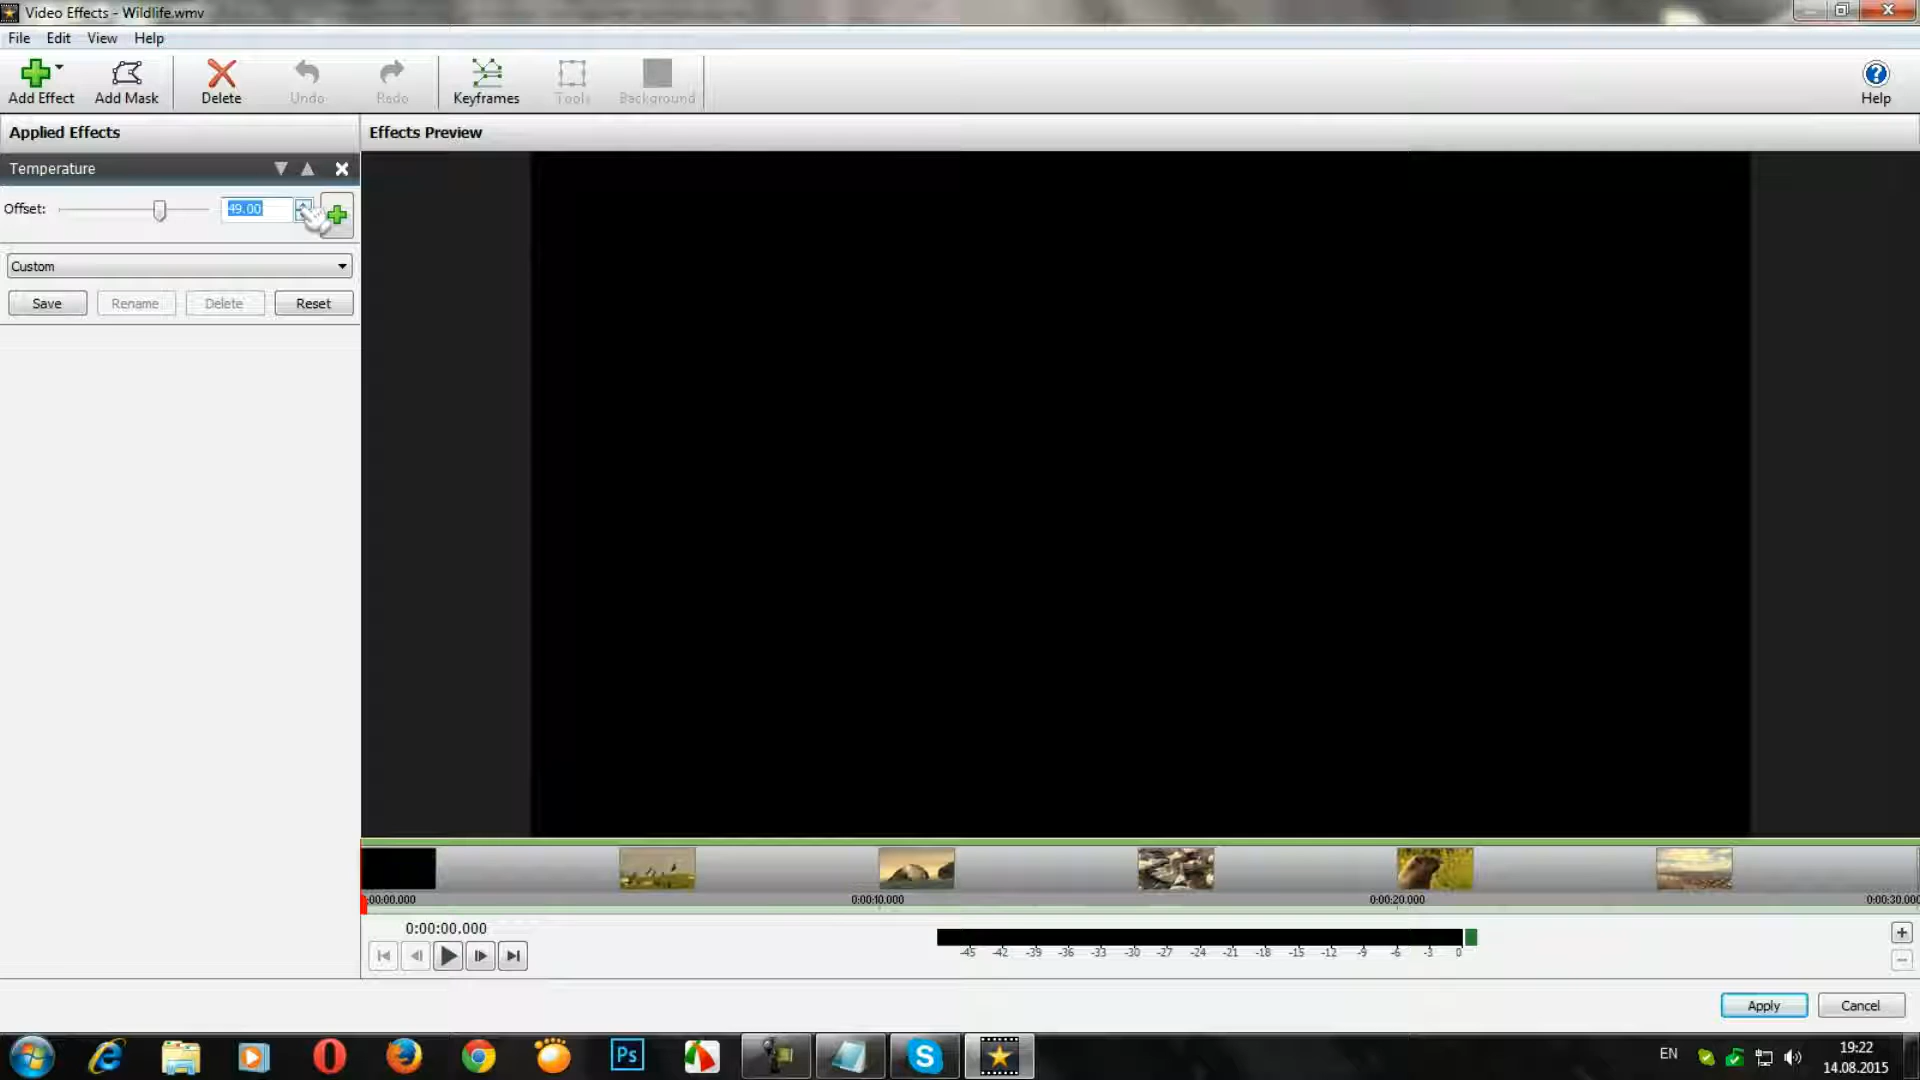 Video Effects - Wildlife.wmv
File Edit View Help
Add Effect Add Mask Delete Undo Redo Keyframes Tools Background Help
Applied Effects Effects Preview
Temperature
Offset: 49.00
Custom
Save Rename Delete Reset
0:00:10.000 0:00:20.000
0:00:00.000
-45 -42 -39 -36 -33 -30 -27 -24 -21 -18 -15 -12 -9 -6 -3 0
Apply Cancel
Ps
EN 19:22
14.08.2015